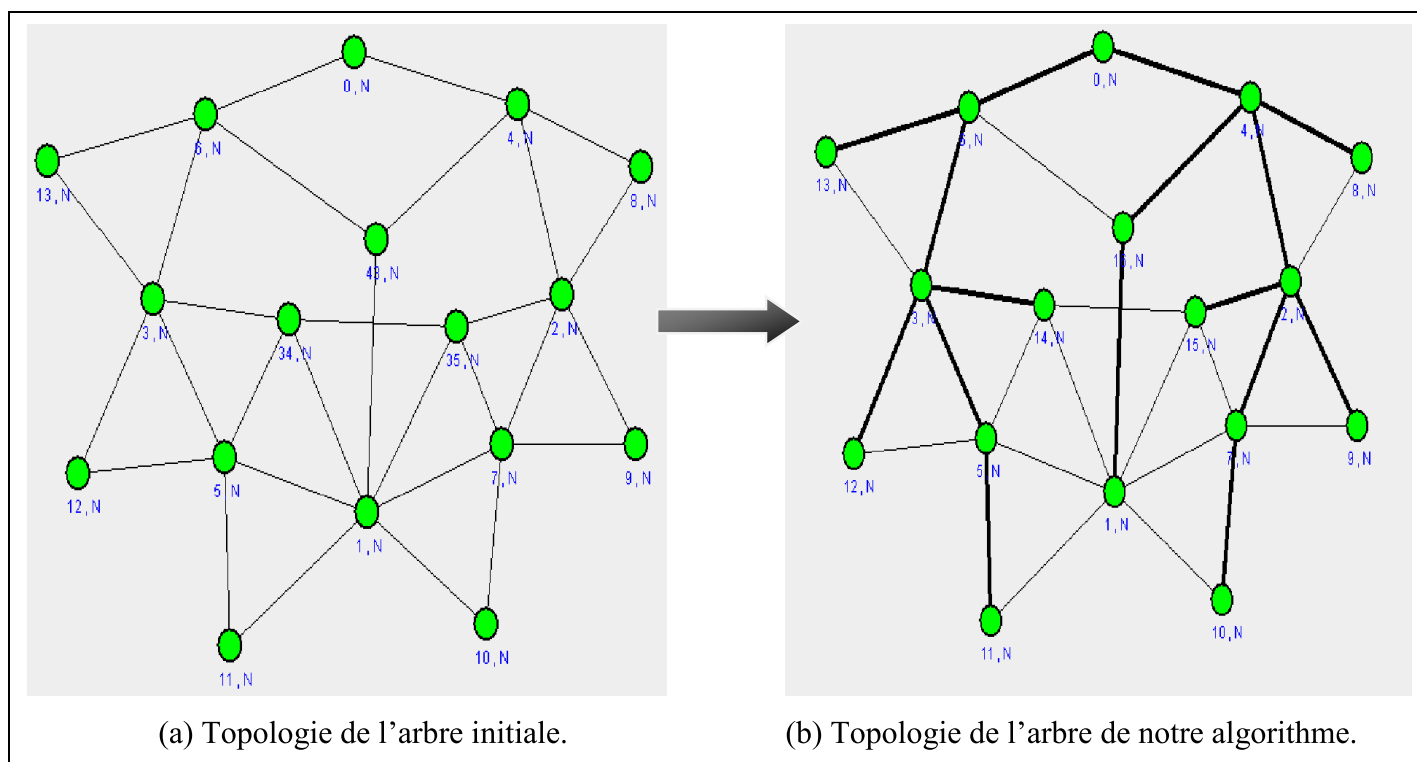 0,N
6,N
4,N
13,N
8,N
48,N
3,N
34,N
35,N
2,N
12,N
5,N
7,N
9,N
1,N
11,N
10,N
(a) Topologie de l’arbre initiale.
0,N
4,N
13,N
8,N
3,N
14,N
15,N
2,N
12,N
5,N
7,N
9,N
1,N
11,N
10,N
(b) Topologie de l’arbre de notre algorithme.